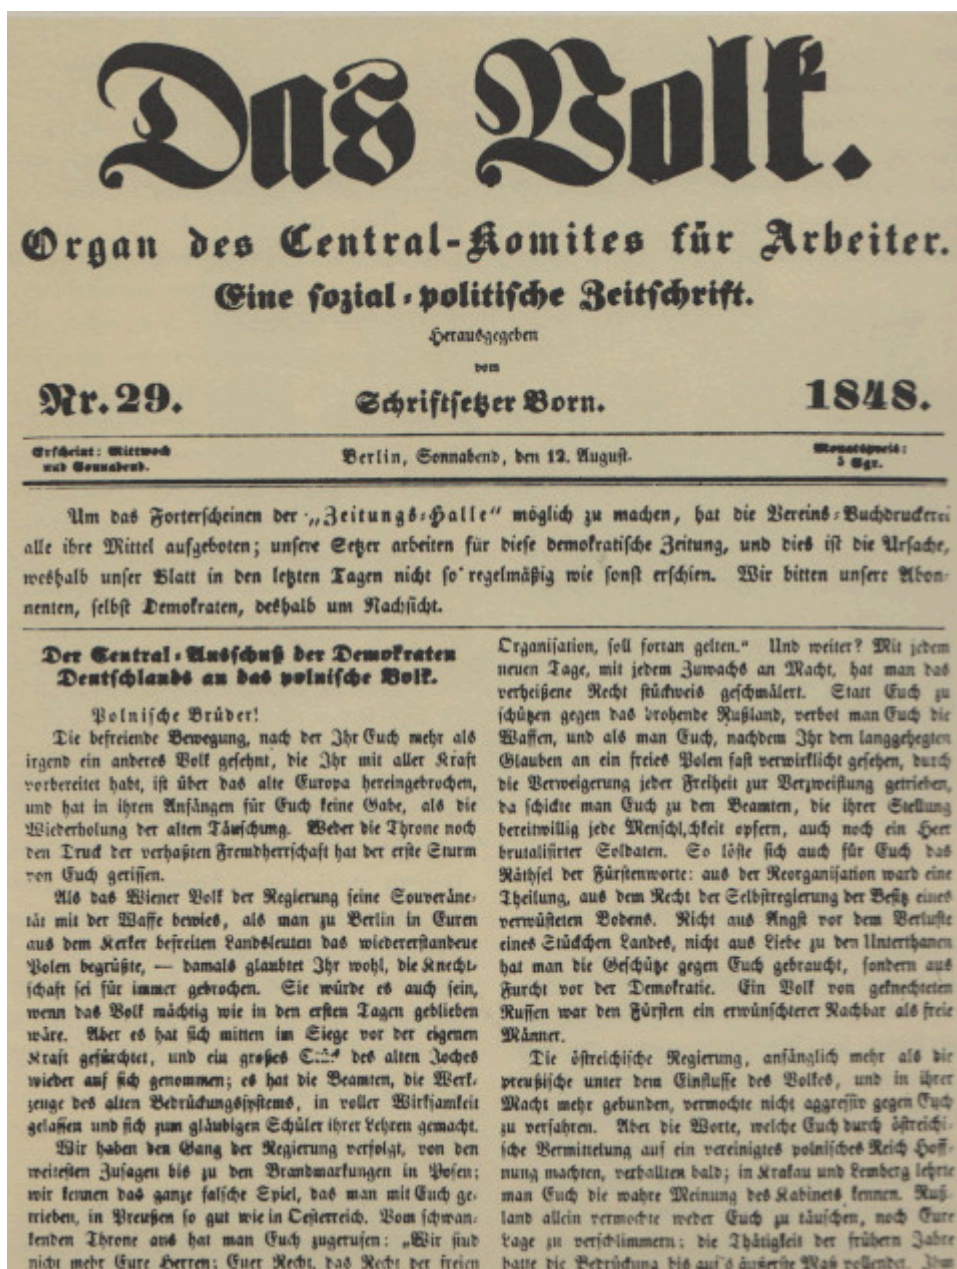 Das Volk.
Organ des Central-Komites für Arbeiter.
Eine sozial-politische Zeitschrift.
Herausgegeben
vom
Nr. 29.
Schriftsetzer Born.
1848.
Erscheint: Mittwoch
und Sonnabend.
Berlin, Sonnabend, den 12. August.
Monatspreis:
5 Sgr.
Um das Forterscheinen der „Zeitungs-Halle“ möglich zu machen, hat die Vereins-Buchdruckerei
alle ihre Mittel aufgeboten; unsere Setzer arbeiten für diese demokratische Zeitung, und dies ist die Ursache,
weshalb unser Blatt in den letzten Tagen nicht so regelmäßig wie sonst erschien. Wir bitten unsere Abon-
nenten, selbst Demokraten, deshalb um Nachsicht.
Der Central-Ausschuß der Demokraten
Deutschlands an das polnische Volk.
Polnische Brüder!
Die befreiende Bewegung, nach der Ihr Euch mehr als
irgend ein anderes Volk gesehnt, die Ihr mit aller Kraft
vorbereitet habt, ist über das alte Europa hereingebrochen,
und hat in ihren Anfängen für Euch keine Gabe, als die
Wiederholung der alten Täuschung. Weder die Throne noch
den Druck der verhaßten Fremdherrschaft hat der erste Sturm
von Euch gerissen.
Als das Wiener Volk der Regierung seine Souveräne-
tät mit der Waffe bewies, als man zu Berlin in Euren
aus dem Kerker befreiten Landsleuten das wiedererstandene
Polen begrüßte, — damals glaubtet Ihr wohl, die Knecht-
schaft sei für immer gebrochen. Sie würde es auch sein,
wenn das Volk mächtig wie in den ersten Tagen geblieben
wäre. Aber es hat sich mitten im Siege vor der eigenen
Kraft gefürchtet, und ein großes des alten Joches
wieder auf sich genommen; es hat die Beamten, die Werk-
zeuge des alten Bedrückungssystems, in voller Wirksamkeit
gelassen und sich zum gläubigen Schüler ihrer Lehren gemacht.
Wir haben den Gang der Regierung verfolgt, von den
weitesten Zusagen bis zu den Brandmarkungen in Posen;
wir kennen das ganze falsche Spiel, das man mit Euch ge-
trieben, in Preußen so gut wie in Oesterreich. Vom schwan-
kenden Throne aus hat man Euch zugerufen: „Wir sind
nicht mehr Eure Herren; Euer Recht, das Recht der freien
Organisation, soll fortan gelten.“ Und weiter? Mit jedem
neuen Tage, mit jedem Zuwachs an Macht, hat man das
verheißene Recht stückweis geschmälert. Statt Euch zu
schützen gegen das drohende Rußland, verbot man Euch die
Waffen, und als man Euch, nachdem Ihr den langgehegten
Glauben an ein freies Polen fast verwirklicht gesehen, durch
die Verweigerung jeder Freiheit zur Verzweiflung getrieben,
da schickte man Euch zu den Beamten, die ihrer Stellung
bereitwillig jede Menschlichkeit opfern, auch noch ein Heer
brutalisirter Soldaten. So löste sich auch für Euch das
Räthsel der Fürstenworte: aus der Reorganisation ward eine
Theilung, aus dem Recht der Selbstregierung der Besitz eines
verwüsteten Bodens. Nicht aus Angst vor dem Verluste
eines Stückchen Landes, nicht aus Liebe zu den Unterthanen
hat man die Geschütze gegen Euch gebraucht, sondern aus
Furcht vor der Demokratie. Ein Volk von geknechteten
Russen war den Fürsten ein erwünschterer Nachbar als freie
Männer.
Die östreichische Regierung, anfänglich mehr als die
preußische unter dem Einflusse des Volkes, und in ihrer
Macht mehr gebunden, vermochte nicht aggressiv gegen Euch
zu verfahren. Aber die Worte, welche Euch durch östreichi-
sche Vermittelung auf ein vereinigtes polnisches Reich Hoff-
nung machten, verhallten bald; in Krakau und Lemberg lehrte
man Euch die wahre Meinung des Kabinets kennen. Ruß-
land allein vermochte weder Euch zu täuschen, noch Eure
Lage zu verschlimmern; die Thätigkeit der frühern Jahre
hatte die Bedrückung bis auf's äußerste Maß vollendet.